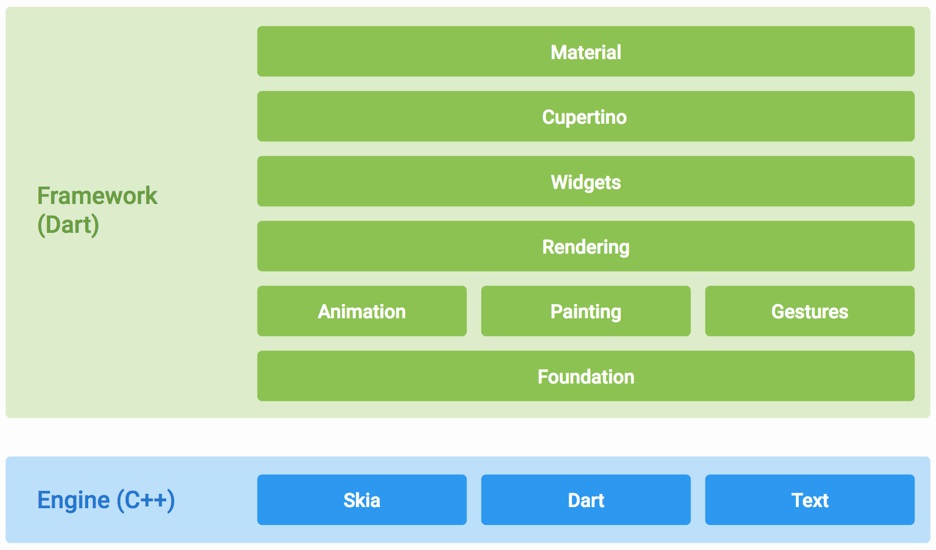 Material
Cupertino
Widgets
Framework
(Dart)
Rendering
Animation Painting Gestures
Foundation
Engine (C++) Skia Dart Text